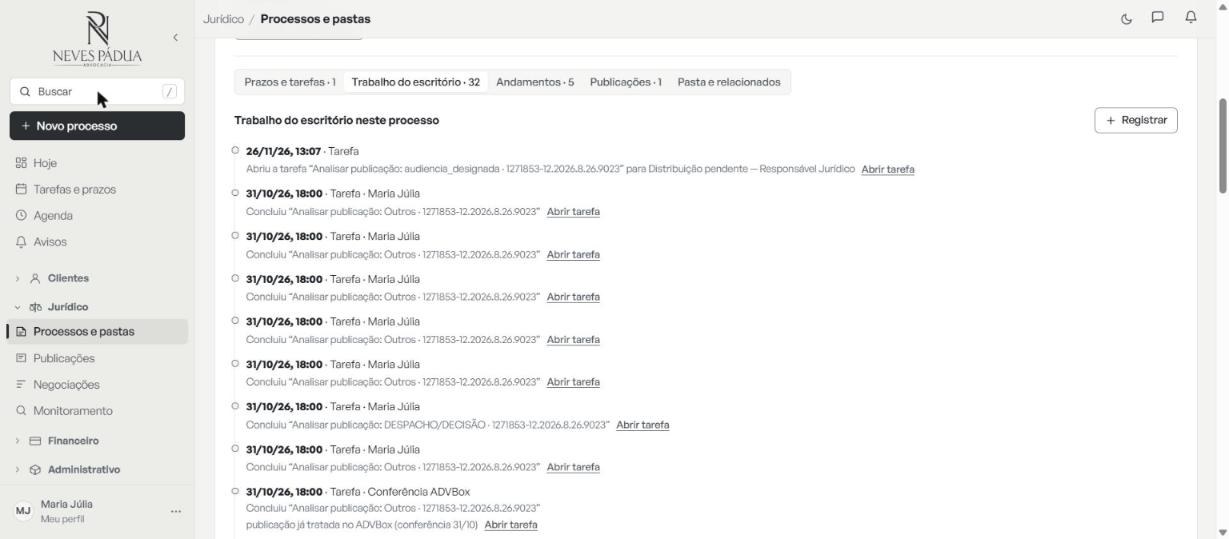 NEVES PÁDUA
ADVOCACIA
Buscar /
+ Novo processo
Hoje
Tarefas e prazos
Agenda
Avisos
Clientes
Jurídico
Processos e pastas
Publicações
Negociações
Monitoramento
Financeiro
Administrativo
MJ Maria Júlia
Meu perfil
Jurídico / Processos e pastas
Prazos e tarefas · 1 Trabalho do escritório · 32 Andamentos · 5 Publicações · 1 Pasta e relacionados
Trabalho do escritório neste processo + Registrar
26/11/26, 13:07 · Tarefa
Abriu a tarefa “Analisar publicação: audiencia_designada · 1271853-12.2026.8.26.9023” para Distribuição pendente — Responsável Jurídico Abrir tarefa
31/10/26, 18:00 · Tarefa · Maria Júlia
Concluiu “Analisar publicação: Outros · 1271853-12.2026.8.26.9023” Abrir tarefa
31/10/26, 18:00 · Tarefa · Maria Júlia
Concluiu “Analisar publicação: Outros · 1271853-12.2026.8.26.9023” Abrir tarefa
31/10/26, 18:00 · Tarefa · Maria Júlia
Concluiu “Analisar publicação: Outros · 1271853-12.2026.8.26.9023” Abrir tarefa
31/10/26, 18:00 · Tarefa · Maria Júlia
Concluiu “Analisar publicação: Outros · 1271853-12.2026.8.26.9023” Abrir tarefa
31/10/26, 18:00 · Tarefa · Maria Júlia
Concluiu “Analisar publicação: Outros · 1271853-12.2026.8.26.9023” Abrir tarefa
31/10/26, 18:00 · Tarefa · Maria Júlia
Concluiu “Analisar publicação: DESPACHO/DECISÃO · 1271853-12.2026.8.26.9023” Abrir tarefa
31/10/26, 18:00 · Tarefa · Maria Júlia
Concluiu “Analisar publicação: Outros · 1271853-12.2026.8.26.9023” Abrir tarefa
31/10/26, 18:00 · Tarefa · Conferência ADVBox
Concluiu “Analisar publicação: Outros · 1271853-12.2026.8.26.9023”
publicação já tratada no ADVBox (conferência 31/10) Abrir tarefa